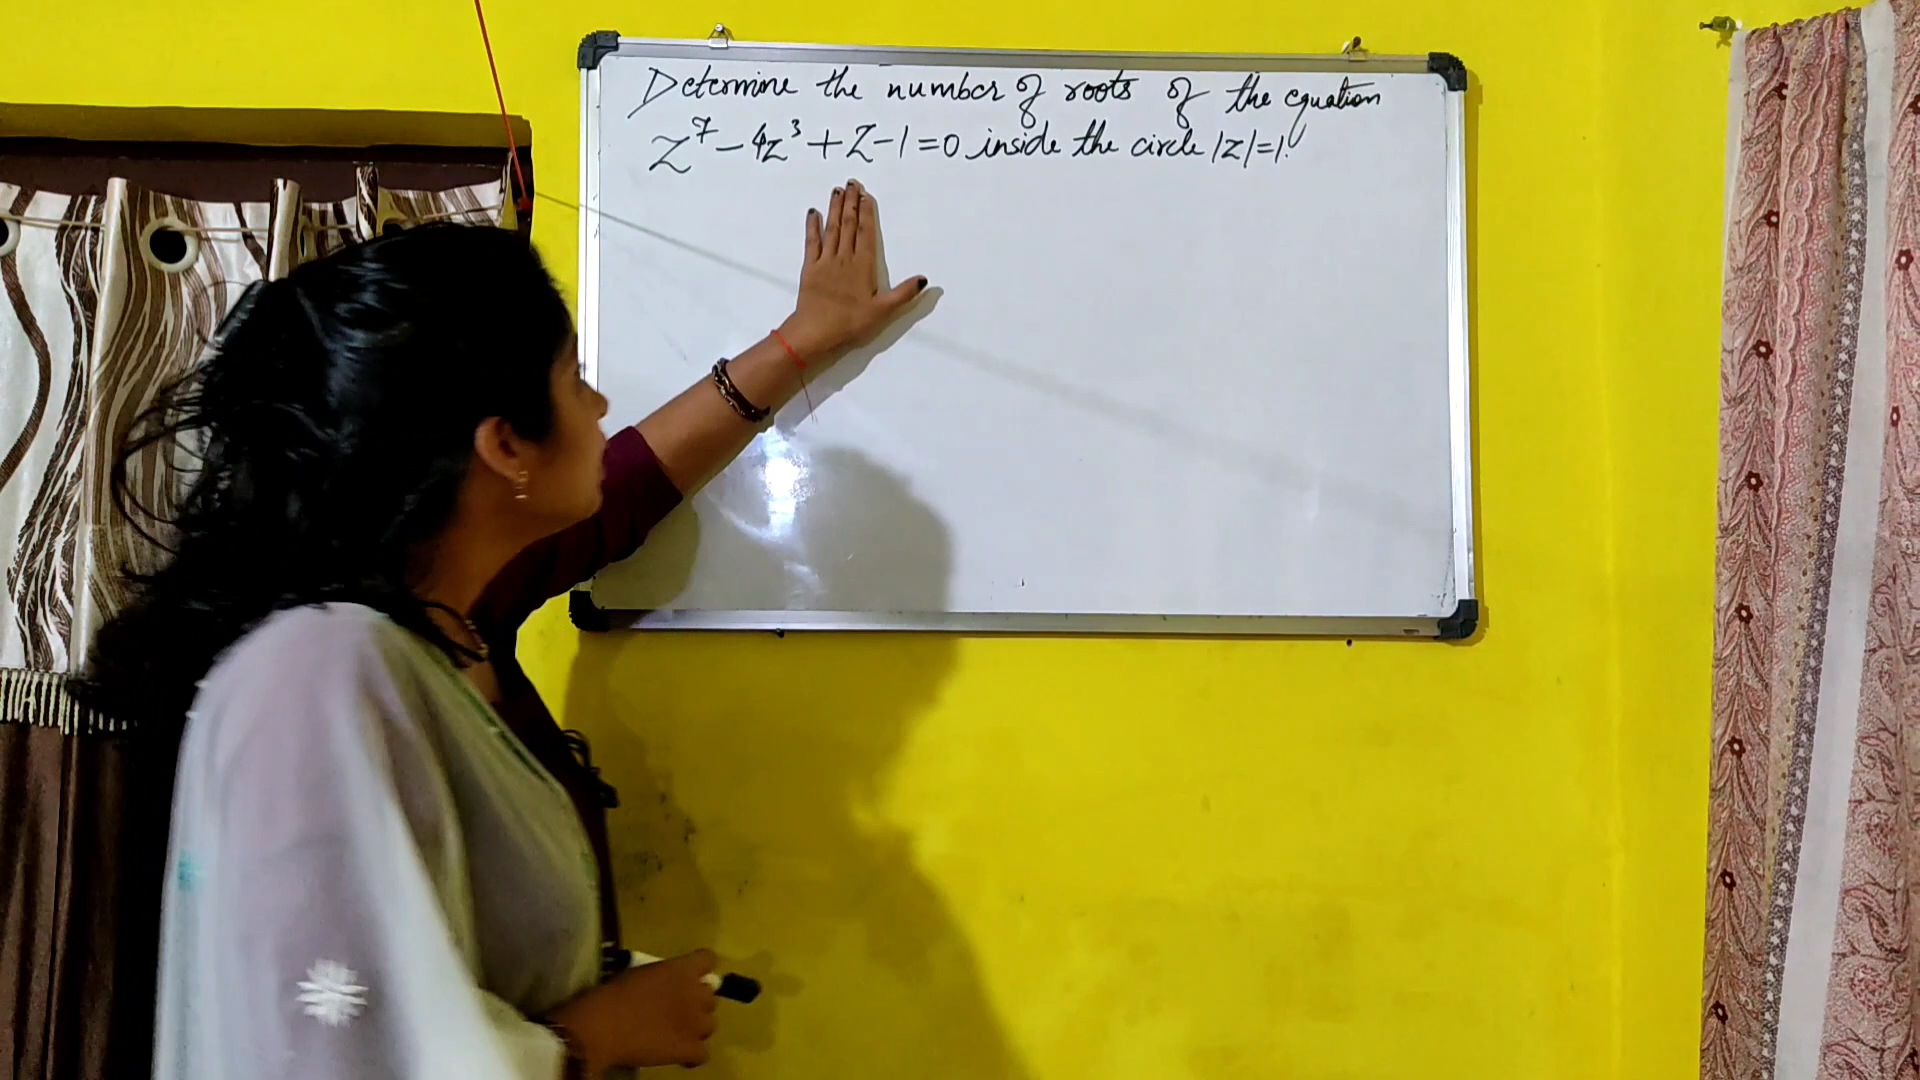 Determine the number of roots of the equation
z⁷ - 4z³ + z - 1 = 0 inside the circle |z| = 1.